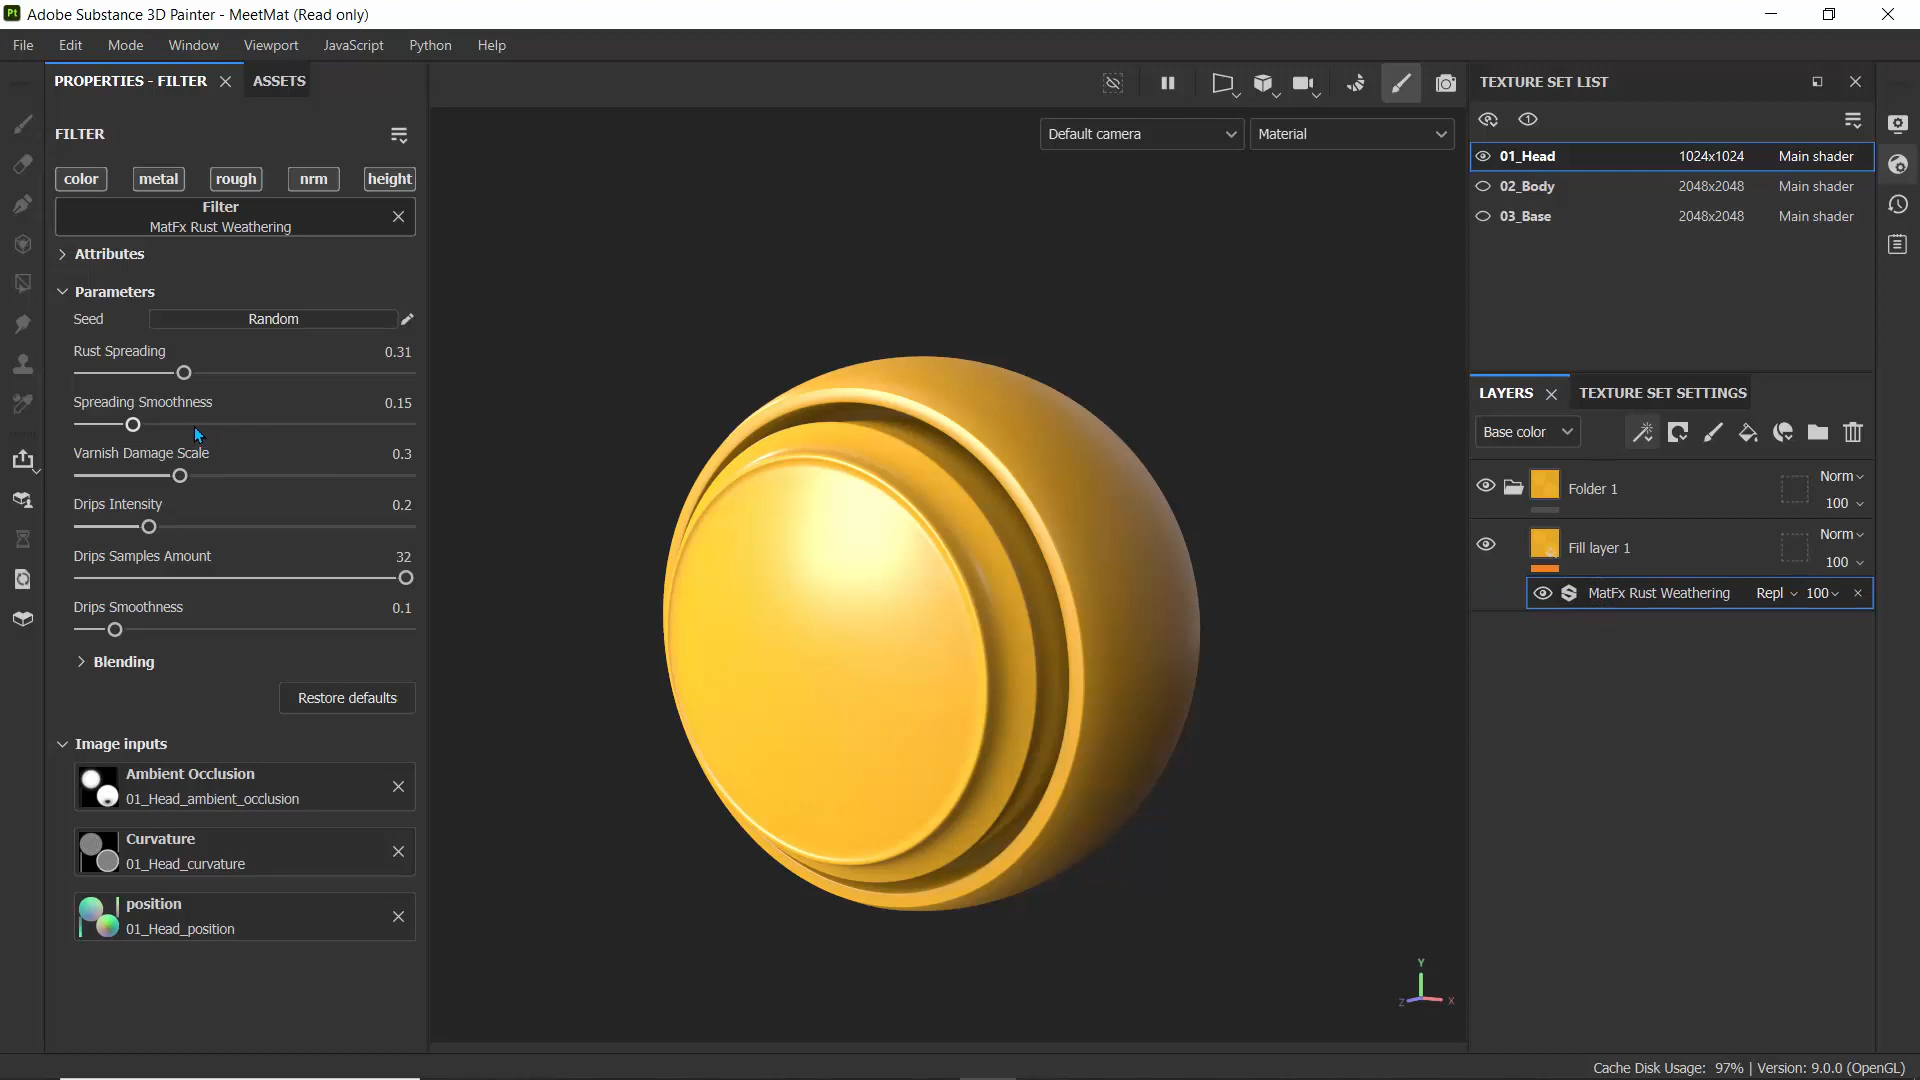 Pt Adobe Substance 3D Painter - MeetMat (Read only)
File Edit Mode Window Viewport JavaScript Python Help
PROPERTIES - FILTER ASSETS
FILTER
color metal rough nrm height
Filter
MatFx Rust Weathering
Attributes
Parameters
Seed Random
Rust Spreading 0.31
Spreading Smoothness 0.15
Varnish Damage Scale 0.3
Drips Intensity 0.2
Drips Samples Amount 32
Drips Smoothness 0.1
Blending
Restore defaults
Image inputs
Ambient Occlusion
01_Head_ambient_occlusion
Curvature
01_Head_curvature
position
01_Head_position
Default camera Material
Y
Z X
TEXTURE SET LIST
1
01_Head 1024x1024 Main shader
02_Body 2048x2048 Main shader
03_Base 2048x2048 Main shader
LAYERS TEXTURE SET SETTINGS
Base color
Folder 1 Norm
100
Fill layer 1 Norm
100
MatFx Rust Weathering Repl 100
Cache Disk Usage: 97% | Version: 9.0.0 (OpenGL)